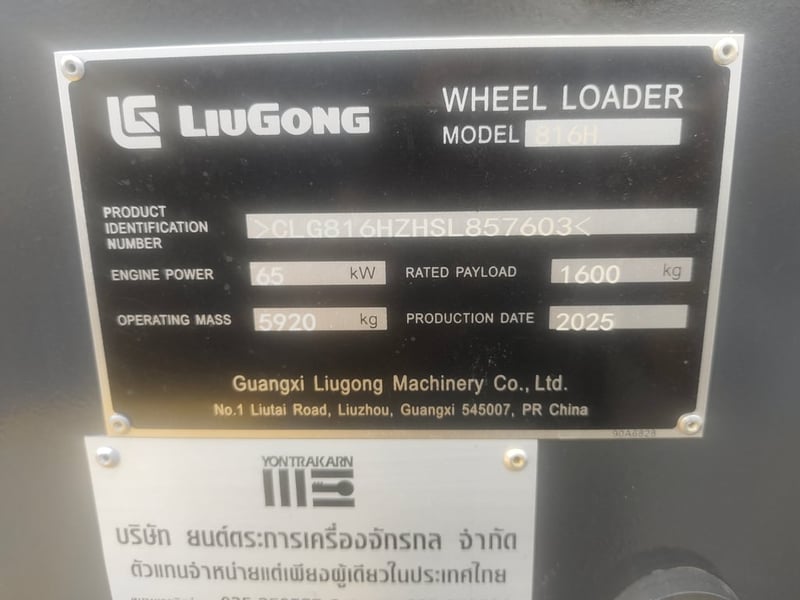 LG LIUGONG
WHEEL LOADER
MODEL 816H
PRODUCT
IDENTIFICATION
NUMBER
>CLG816HZHSL857603<
ENGINE POWER 65 kW RATED PAYLOAD 1600 kg
OPERATING MASS 5920 kg PRODUCTION DATE 2025
Guangxi Liugong Machinery Co., Ltd.
No.1 Liutai Road, Liuzhou, Guangxi 545007, PR China
90A6828
YONTRAKARN
บริษัท ยนต์ตระการเครื่องจักรกล จำกัด
ตัวแทนจำหน่ายแต่เพียงผู้เดียวในประเทศไทย